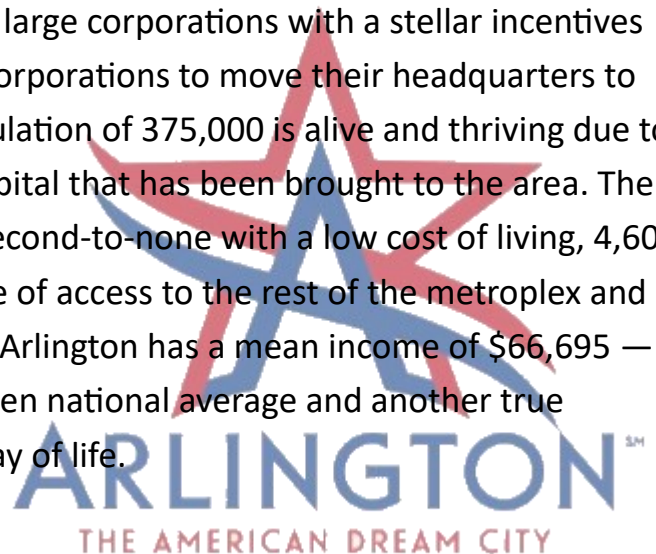 large corporations with a stellar incentives
orporations to move their headquarters to
ulation of 375,000 is alive and thriving due to
pital that has been brought to the area. The
econd-to-none with a low cost of living, 4,60
e of access to the rest of the metroplex and
Arlington has a mean income of $66,695 —
en national average and another true
ay of life.
ARLINGTON℠
THE AMERICAN DREAM CITY